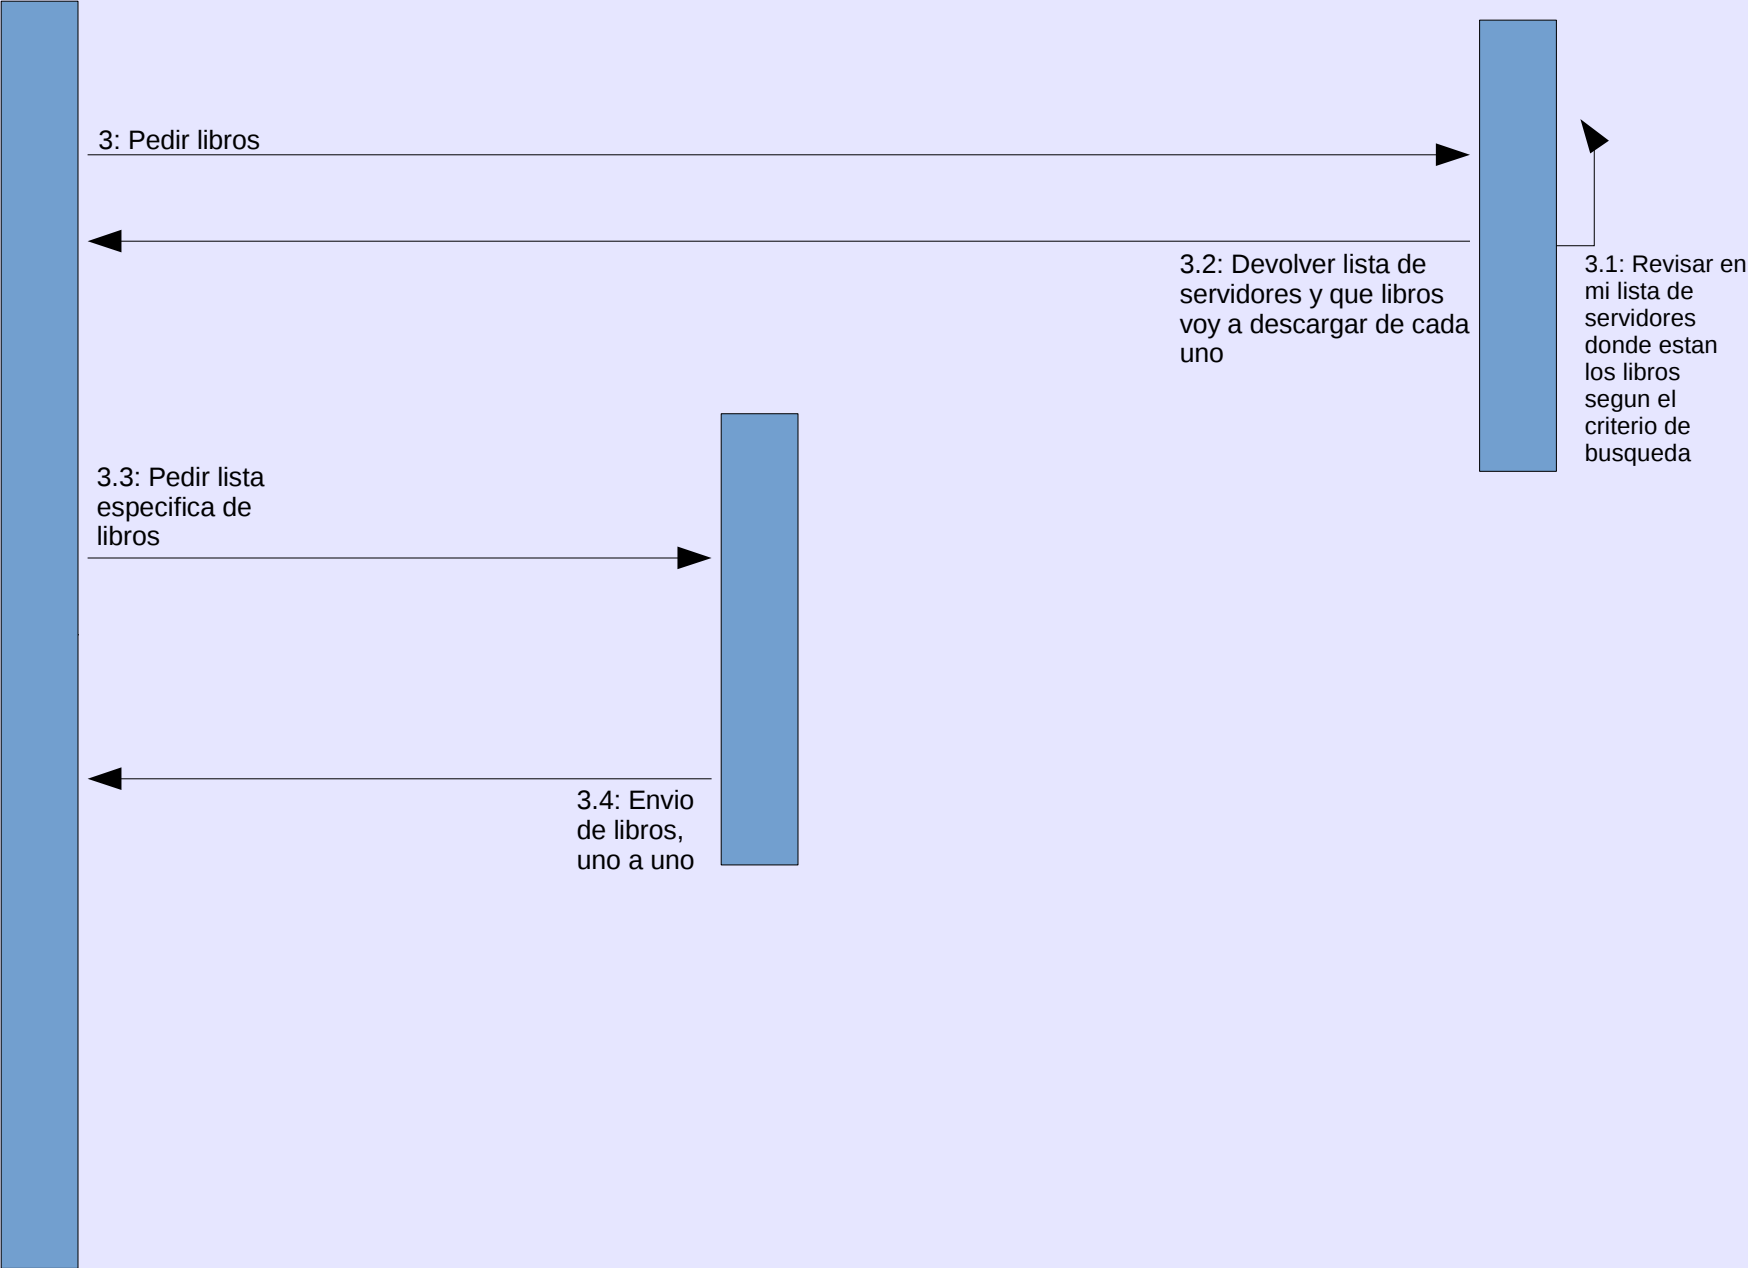 3: Pedir libros
3.2: Devolver lista de
servidores y que libros
voy a descargar de cada
uno
3.1: Revisar en
mi lista de
servidores
donde estan
los libros
segun el
criterio de
busqueda
3.3: Pedir lista
especifica de
libros
3.4: Envio
de libros,
uno a uno